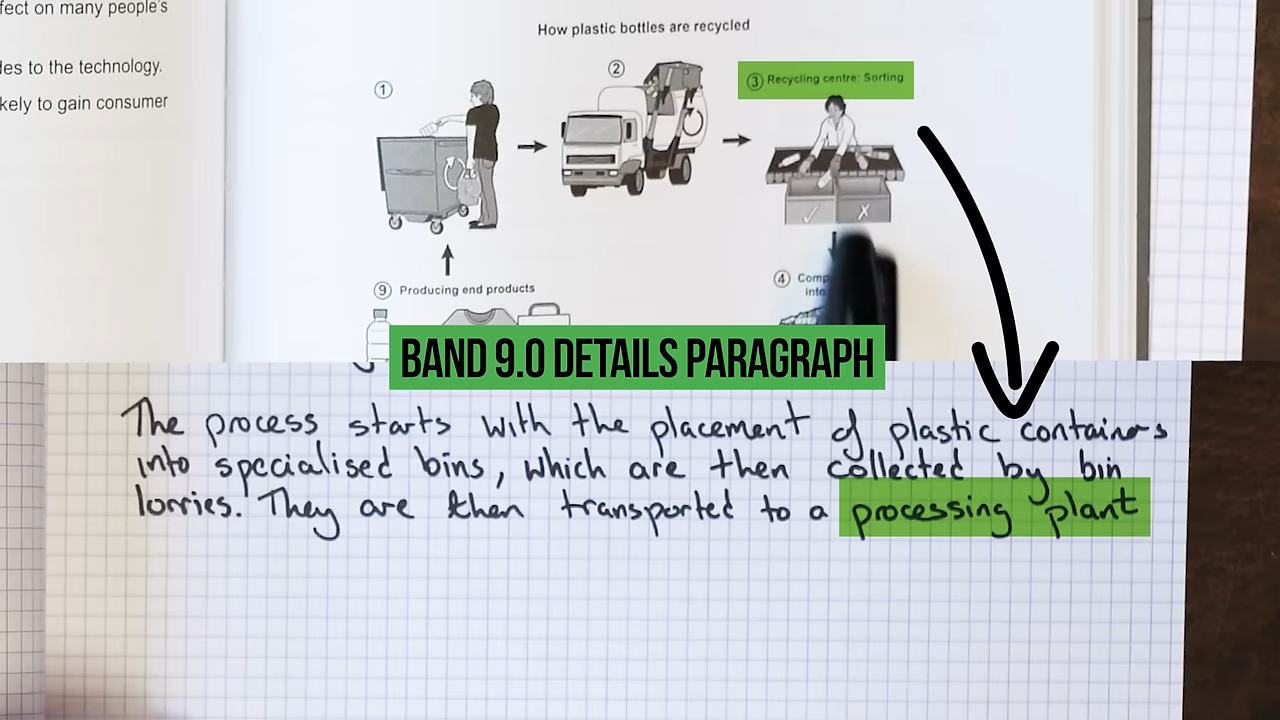 fect on many people's
des to the technology.
kely to gain consumer
How plastic bottles are recycled
① ② ③ Recycling centre: Sorting
④ Comp
into
⑨ Producing end products
BAND 9.0 DETAILS PARAGRAPH
The process starts with the placement of plastic containers
into specialised bins, which are then collected by bin
lorries. They are then transported to a processing plant